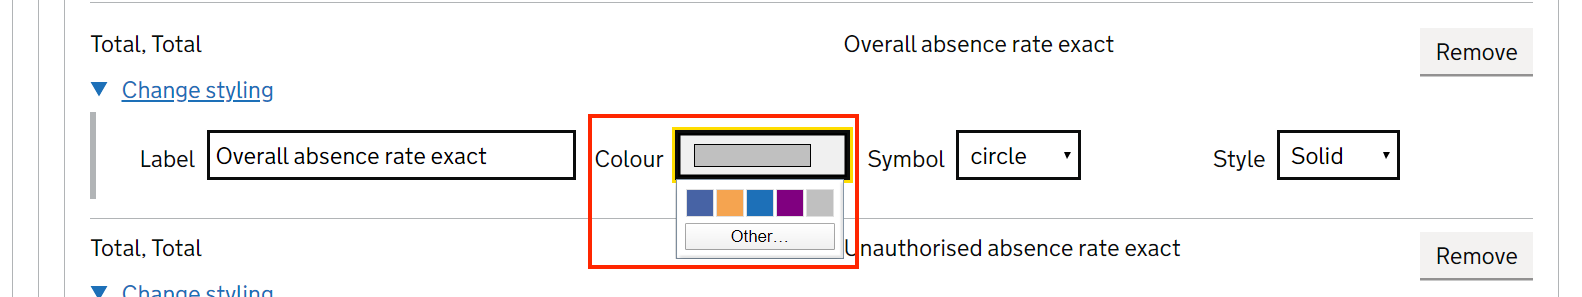 Total, Total Overall absence rate exact Remove
Change styling
Label Overall absence rate exact Colour Symbol circle Style Solid
Other...
Total, Total Unauthorised absence rate exact Remove
Change styling